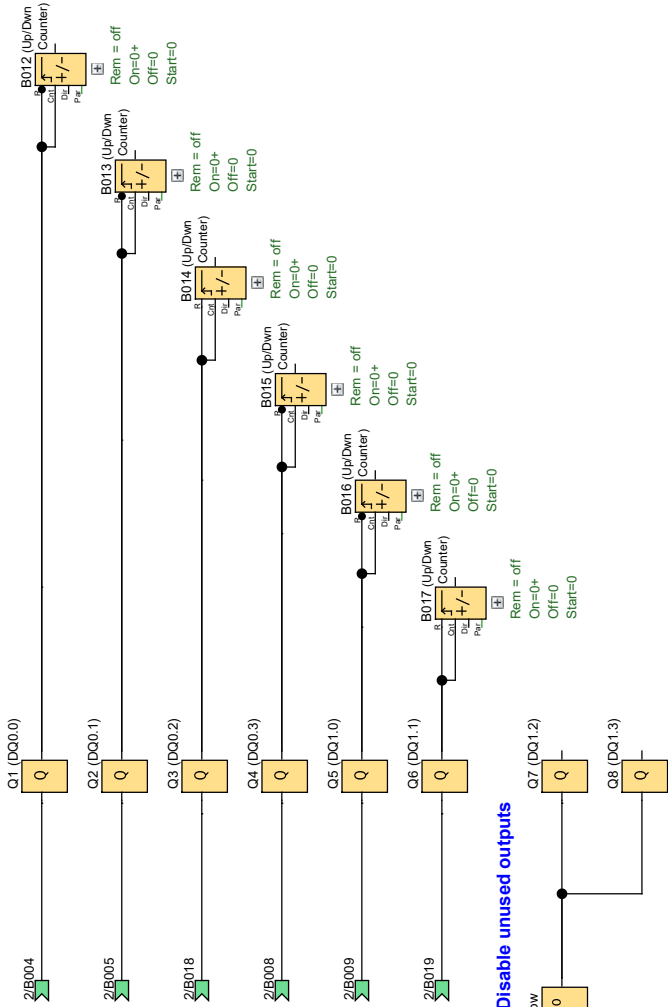 2/B004
Q1 (DQ0.0)
Q
B012 (Up/Dwn
Counter)
R
Cnt
Dir
Par
+/-
+
Rem = off
On=0+
Off=0
Start=0
2/B005
Q2 (DQ0.1)
Q
B013 (Up/Dwn
Counter)
R
Cnt
Dir
Par
+/-
+
Rem = off
On=0+
Off=0
Start=0
2/B018
Q3 (DQ0.2)
Q
B014 (Up/Dwn
Counter)
R
Cnt
Dir
Par
+/-
+
Rem = off
On=0+
Off=0
Start=0
2/B008
Q4 (DQ0.3)
Q
B015 (Up/Dwn
Counter)
R
Cnt
Dir
Par
+/-
+
Rem = off
On=0+
Off=0
Start=0
2/B009
Q5 (DQ1.0)
Q
B016 (Up/Dwn
Counter)
R
Cnt
Dir
Par
+/-
+
Rem = off
On=0+
Off=0
Start=0
2/B019
Q6 (DQ1.1)
Q
B017 (Up/Dwn
Counter)
R
Cnt
Dir
Par
+/-
+
Rem = off
On=0+
Off=0
Start=0
Disable unused outputs
Q7 (DQ1.2)
Q
Q8 (DQ1.3)
Q